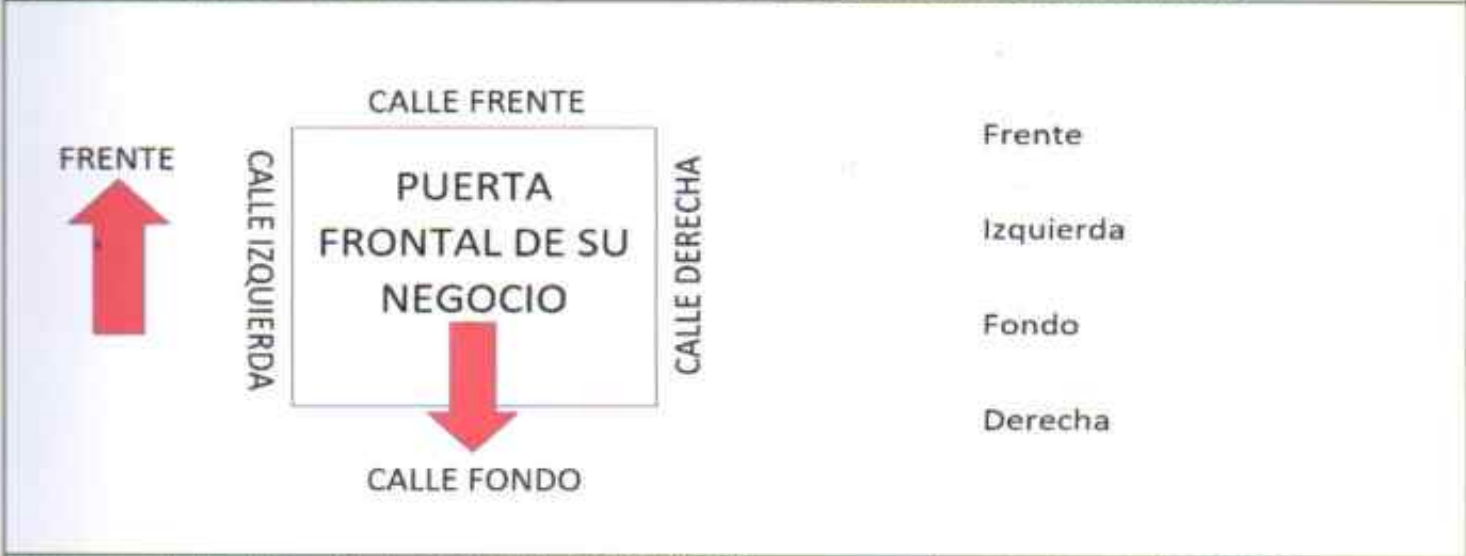 CALLE FRENTE
FRENTE
CALLE IZQUIERDA
PUERTA
FRONTAL DE SU
NEGOCIO
CALLE DERECHA
CALLE FONDO
Frente
Izquierda
Fondo
Derecha